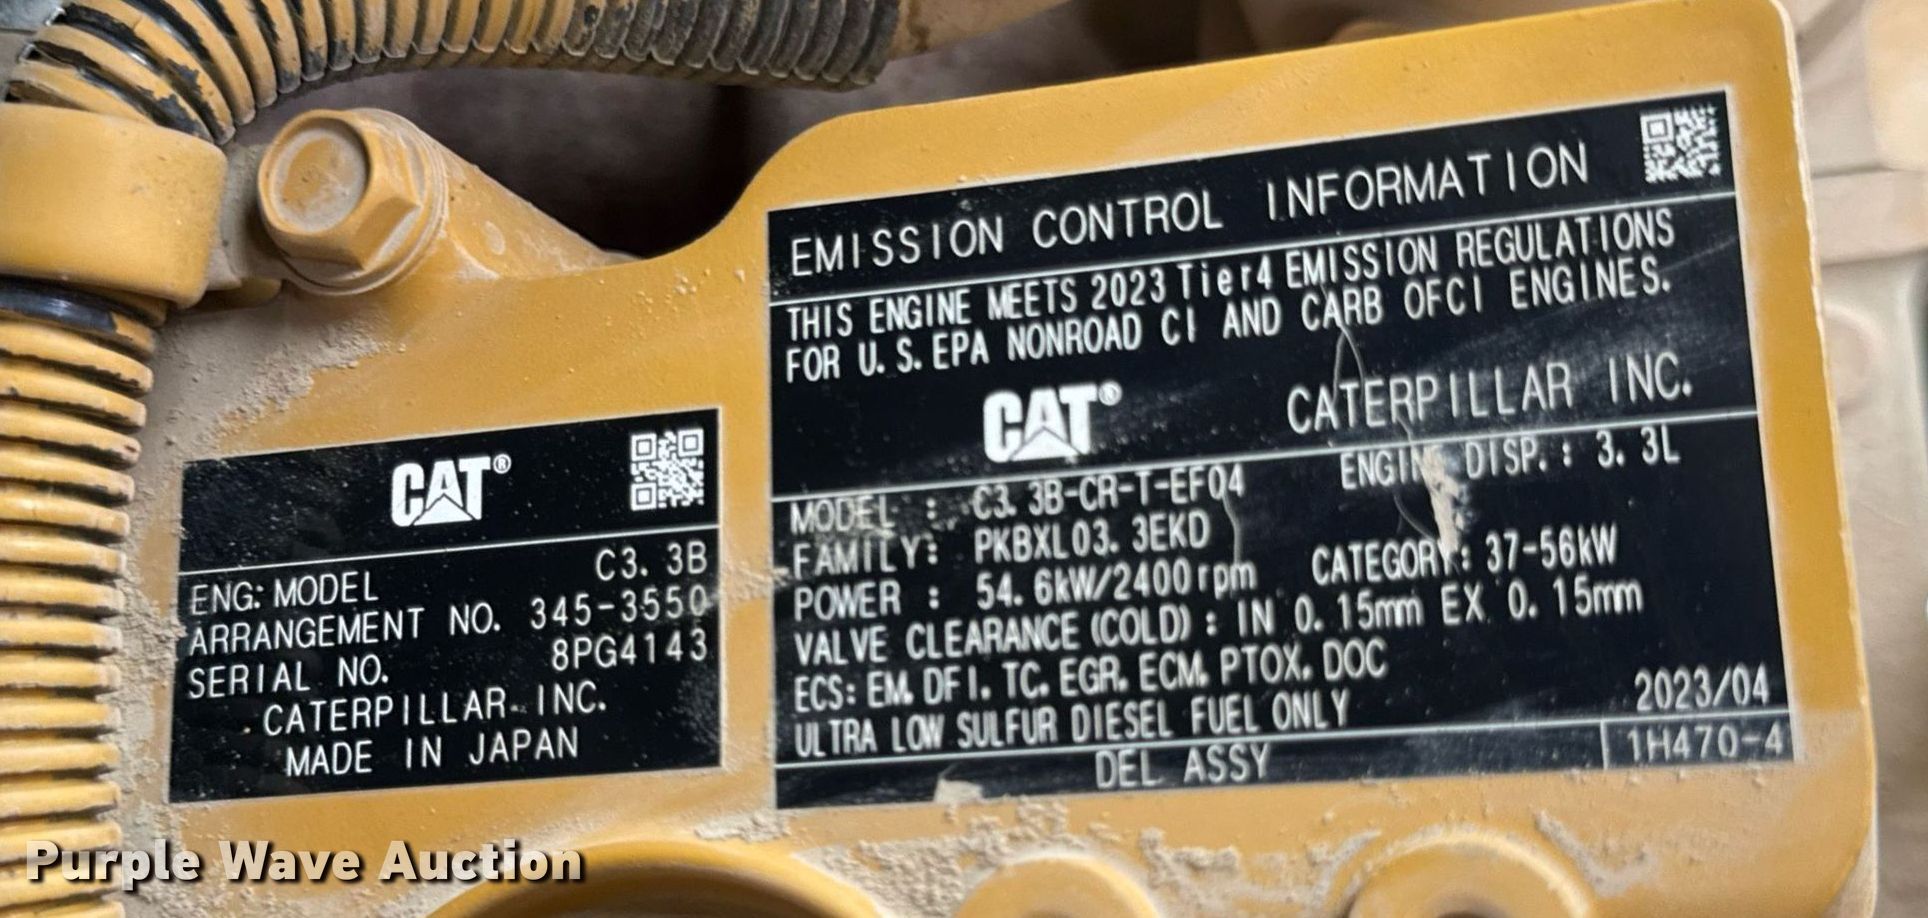 EMISSION CONTROL INFORMATION
THIS ENGINE MEETS 2023 Tier4 EMISSION REGULATIONS
FOR U.S.EPA NONROAD CI AND CARB OFCI ENGINES.
CAT® CATERPILLAR INC.
MODEL : C3.3B-CR-T-EF04 ENGINE DISP.: 3.3L
FAMILY: PKBXL03.3EKD
POWER : 54.6kW/2400rpm CATEGORY: 37-56kW
VALVE CLEARANCE(COLD): IN 0.15mm EX 0.15mm
ECS: EM. DFI. TC. EGR. ECM. PTOX. DOC
ULTRA LOW SULFUR DIESEL FUEL ONLY 2023/04
DEL ASSY 1H470-4
CAT®
ENG: MODEL C3.3B
ARRANGEMENT NO. 345-3550
SERIAL NO. 8PG4143
CATERPILLAR INC.
MADE IN JAPAN
Purple Wave Auction